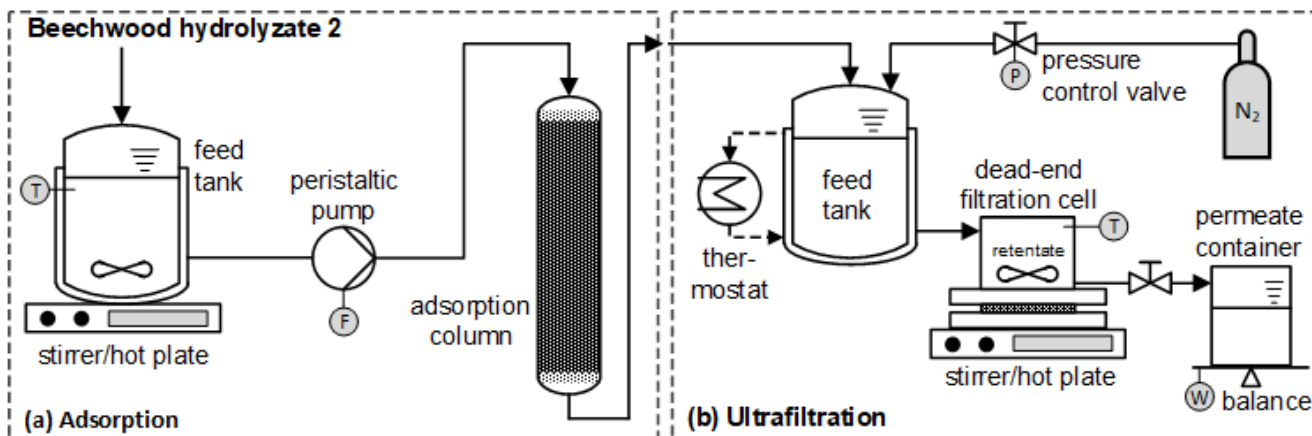 Beechwood hydrolyzate 2
feed
tank
T
peristaltic
pump
F
adsorption
column
stirrer/hot plate
(a) Adsorption
P
pressure
control valve
N2
feed
tank
ther-
mostat
dead-end
filtration cell
T
retentate
permeate
container
stirrer/hot plate
W
balance
(b) Ultrafiltration